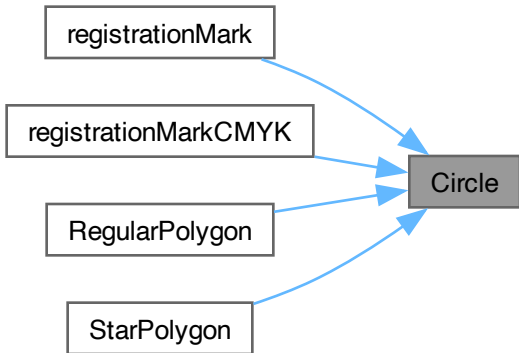 registrationMark
registrationMarkCMYK
Circle
RegularPolygon
StarPolygon